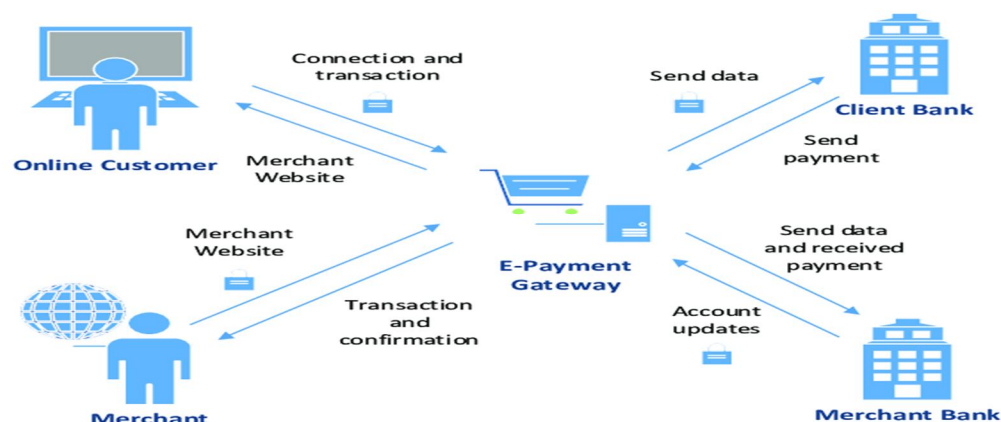 Connection and
transaction
Send data
Client Bank
Online Customer
Merchant
Website
Send
payment
Merchant
Website
E-Payment
Gateway
Send data
and received
payment
Transaction
and
confirmation
Account
updates
Merchant
Merchant Bank